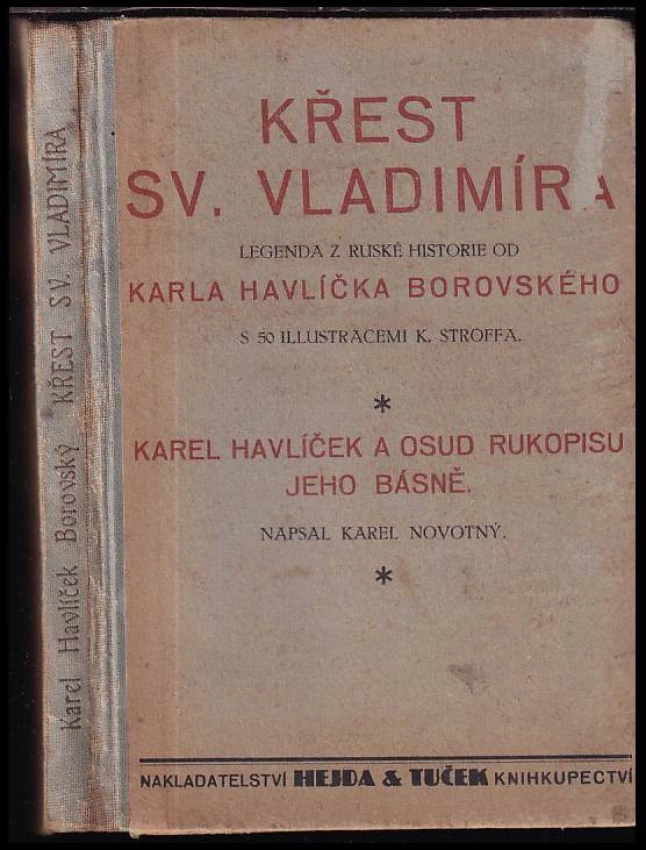 Karel Havlíček Borovský KŘEST SV. VLADIMÍRA
KŘEST
SV. VLADIMÍRA
LEGENDA Z RUSKÉ HISTORIE OD
KARLA HAVLÍČKA BOROVSKÉHO
S 50 ILLUSTRACEMI K. STROFFA.
*
KAREL HAVLÍČEK A OSUD RUKOPISU
JEHO BÁSNĚ.
NAPSAL KAREL NOVOTNÝ.
*
NAKLADATELSTVÍ HEJDA & TUČEK KNIHKUPECTVÍ